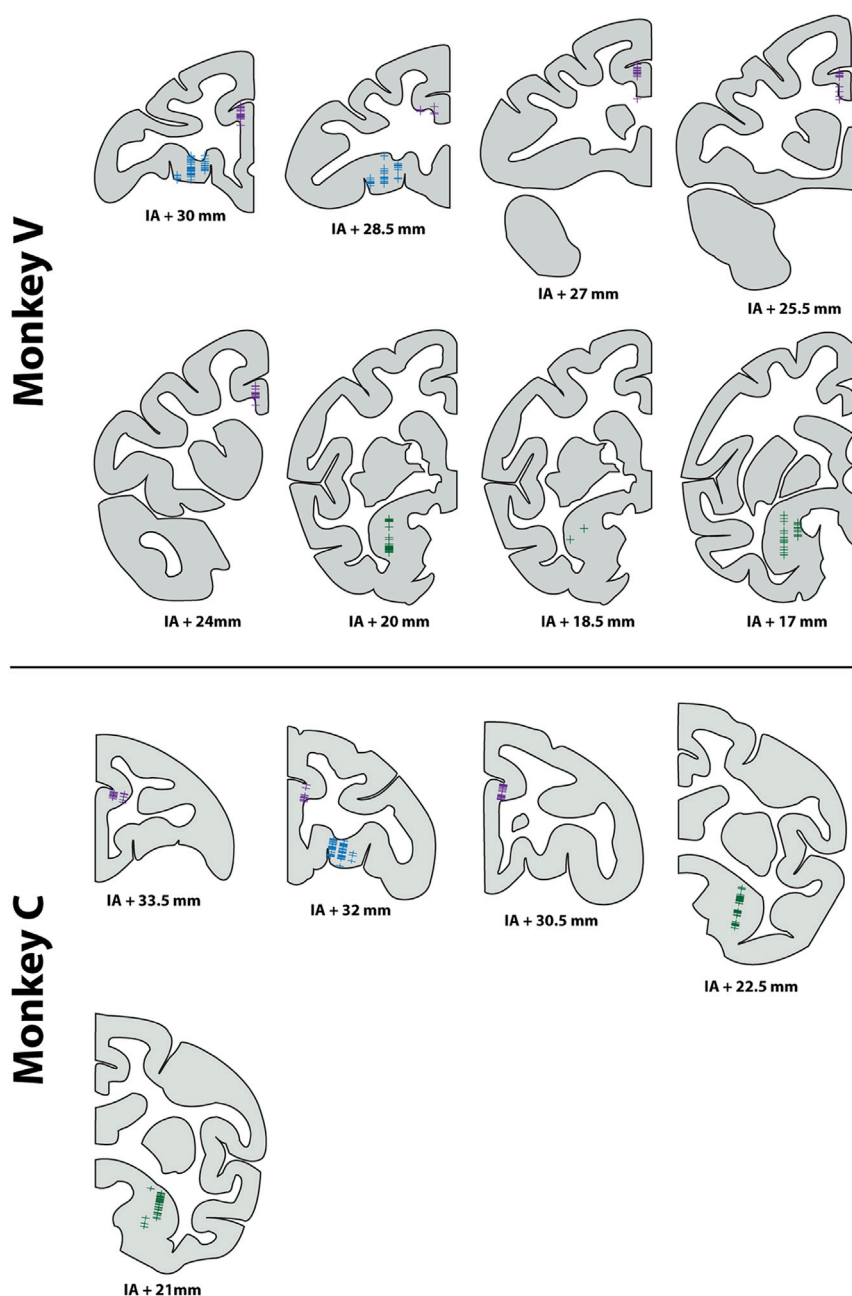 Monkey V
IA + 30 mm
IA + 28.5 mm
IA + 27 mm
IA + 25.5 mm
IA + 24mm
IA + 20 mm
IA + 18.5 mm
IA + 17 mm
Monkey C
IA + 33.5 mm
IA + 32 mm
IA + 30.5 mm
IA + 22.5 mm
IA + 21mm